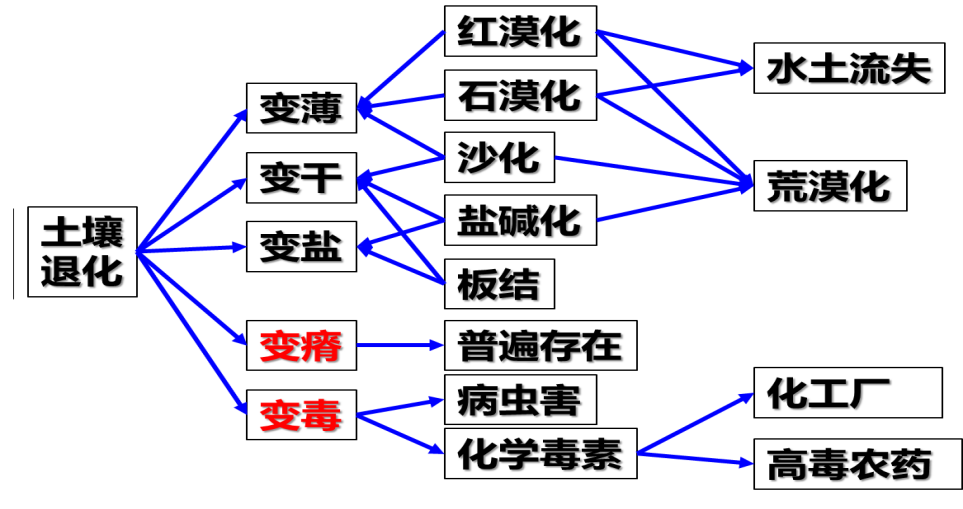 土壤
退化
变薄
变干
变盐
变瘠
变毒
红漠化
石漠化
沙化
盐碱化
板结
普遍存在
病虫害
化学毒素
水土流失
荒漠化
化工厂
高毒农药